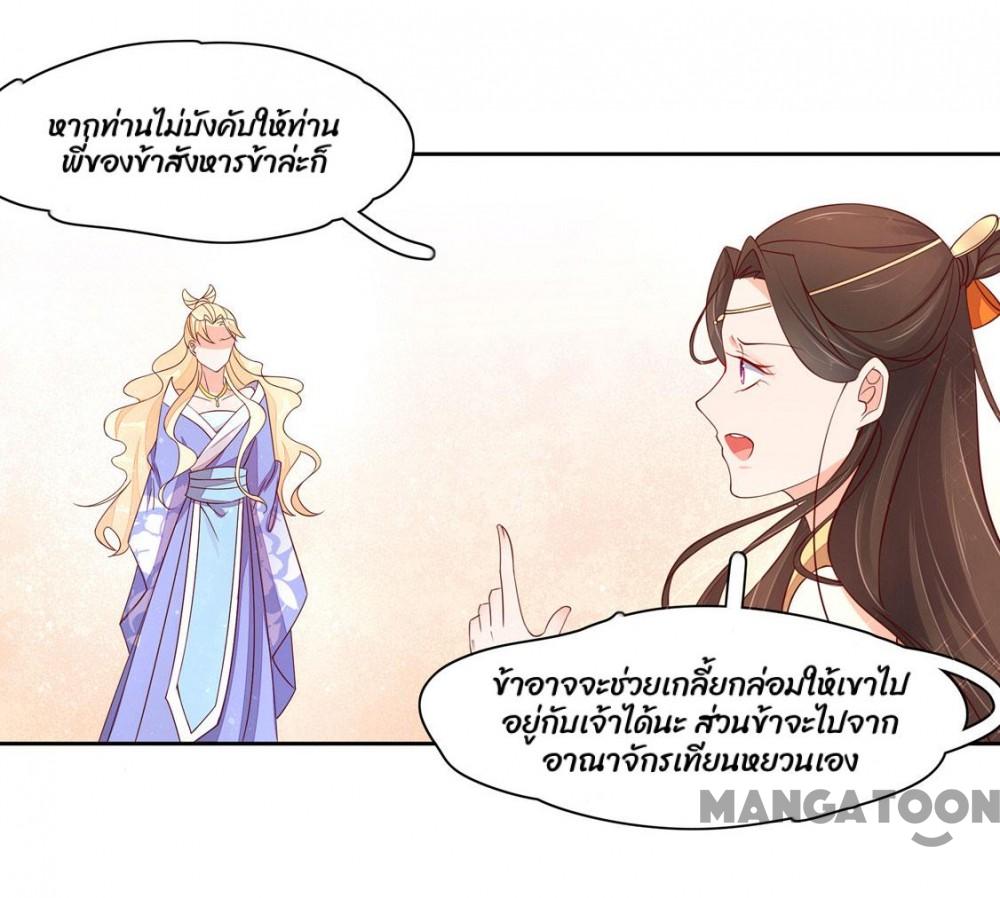 หากท่านไม่บังคับให้ท่าน
พี่ของข้าสังหารข้าล่ะก็
ข้าอาจจะช่วยเกลี้ยกล่อมให้เขาไป
อยู่กับเจ้าได้นะ ส่วนข้าจะไปจาก
อาณาจักรเทียนหยวนเอง
MANGATOON